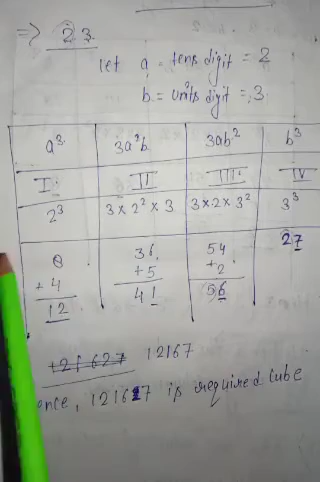 => 23
let a = tens digit = 2
b = units digit = 3
a³ 3a²b 3ab² b³
I II III IV
2³ 3×2²×3 3×2×3² 3³
8 36 54 27
+4 +5 +2
12 41 56
+21627 12167
ence, 121627 is required cube